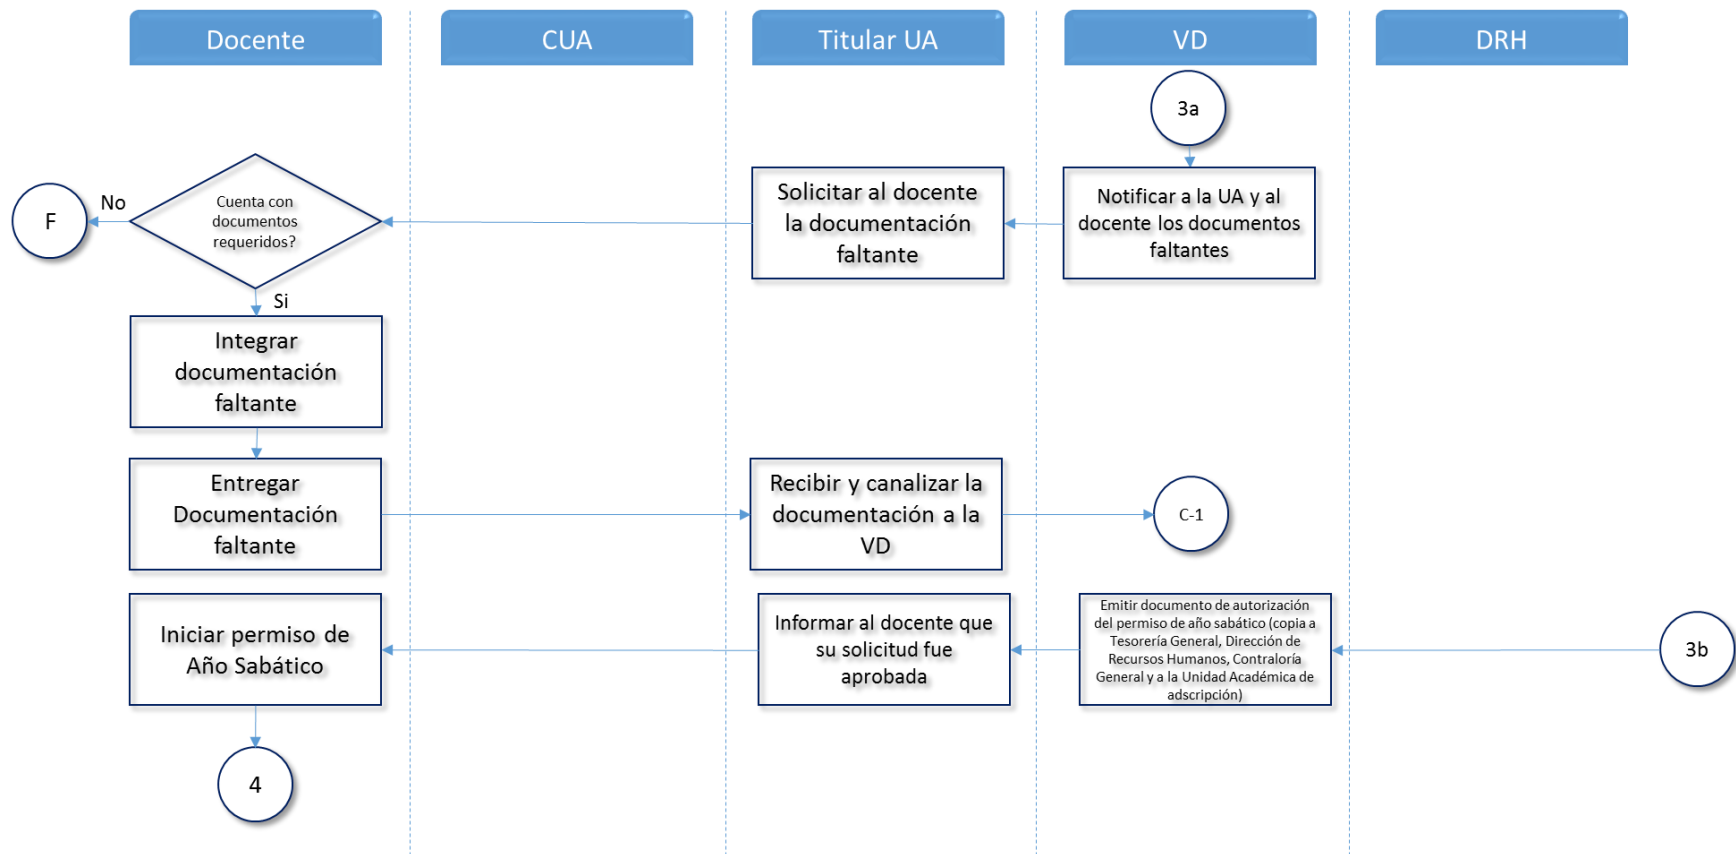 Docente
CUA
Titular UA
VD
DRH
3a
Cuenta con
documentos
requeridos?
No
F
Si
Solicitar al docente
la documentación
faltante
Notificar a la UA y al
docente los documentos
faltantes
Integrar
documentación
faltante
Entregar
Documentación
faltante
Recibir y canalizar la
documentación a la
VD
C-1
Iniciar permiso de
Año Sabático
Informar al docente que
su solicitud fue
aprobada
Emitir documento de autorización
del permiso de año sabático (copia a
Tesorería General, Dirección de
Recursos Humanos, Contraloría
General y a la Unidad Académica de
adscripción)
3b
4